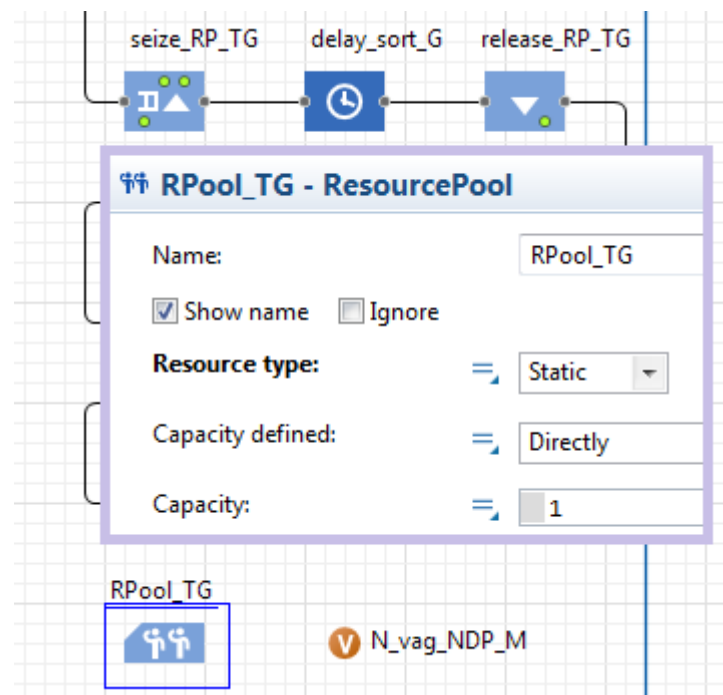 seize_RP_TG delay_sort_G release_RP_TG
RPool_TG - ResourcePool
Name: RPool_TG
Show name Ignore
Resource type: Static
Capacity defined: Directly
Capacity: 1
RPool_TG
V N_vag_NDP_M